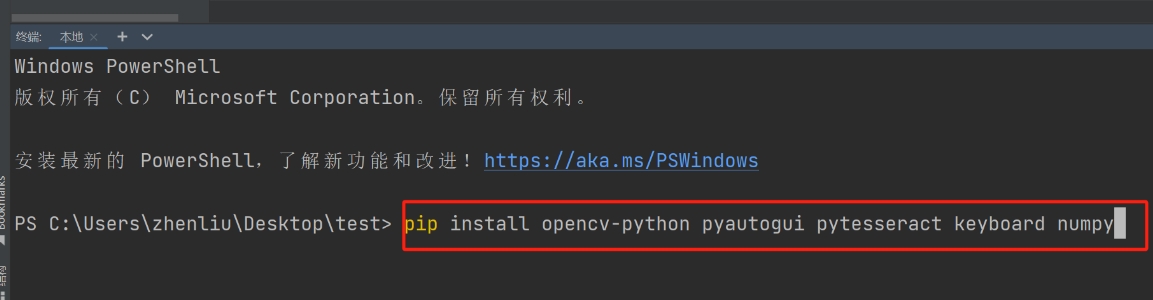 终端: 本地 × +
Windows PowerShell
版权所有（C） Microsoft Corporation。保留所有权利。
安装最新的 PowerShell，了解新功能和改进！https://aka.ms/PSWindows
PS C:\Users\zhenliu\Desktop\test> pip install opencv-python pyautogui pytesseract keyboard numpy
Bookmarks
结构